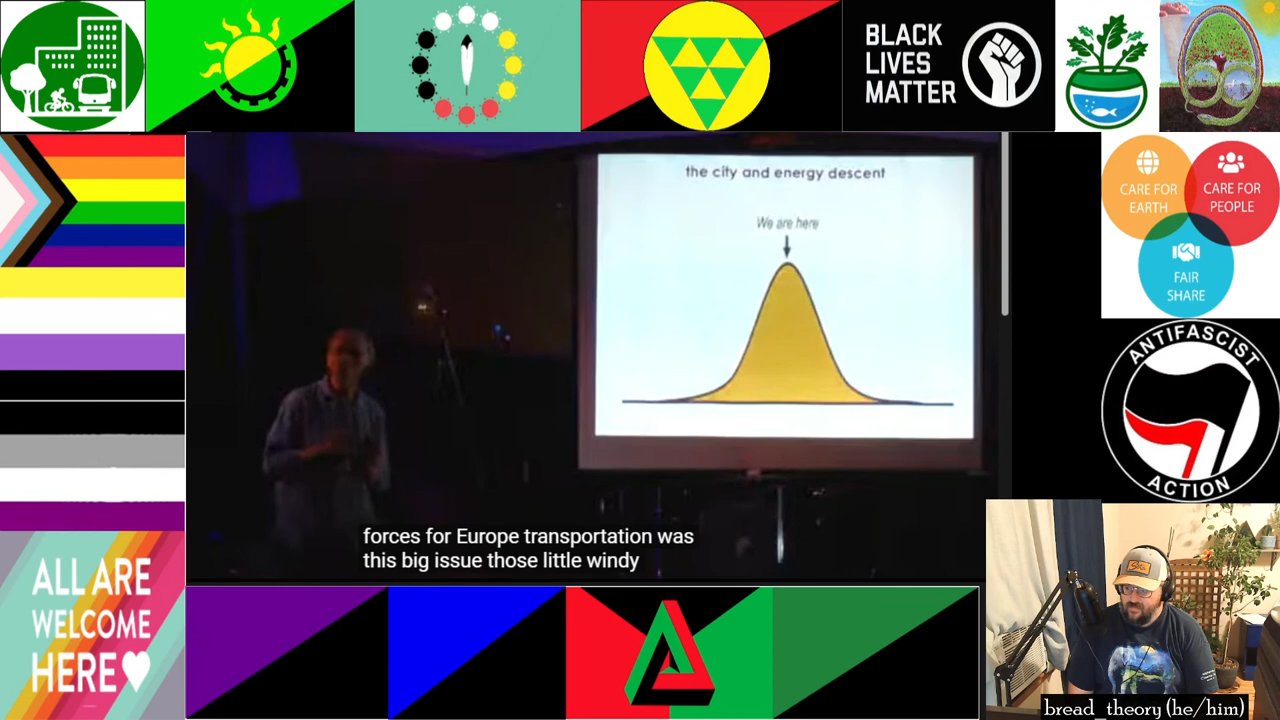 BLACK
LIVES
MATTER
the city and energy descent
We are here
CARE FOR
EARTH
CARE FOR
PEOPLE
FAIR
SHARE
ANTIFASCIST
ACTION
forces for Europe transportation was
this big issue those little windy
ALL ARE
WELCOME
HERE
bread_theory (he/him)